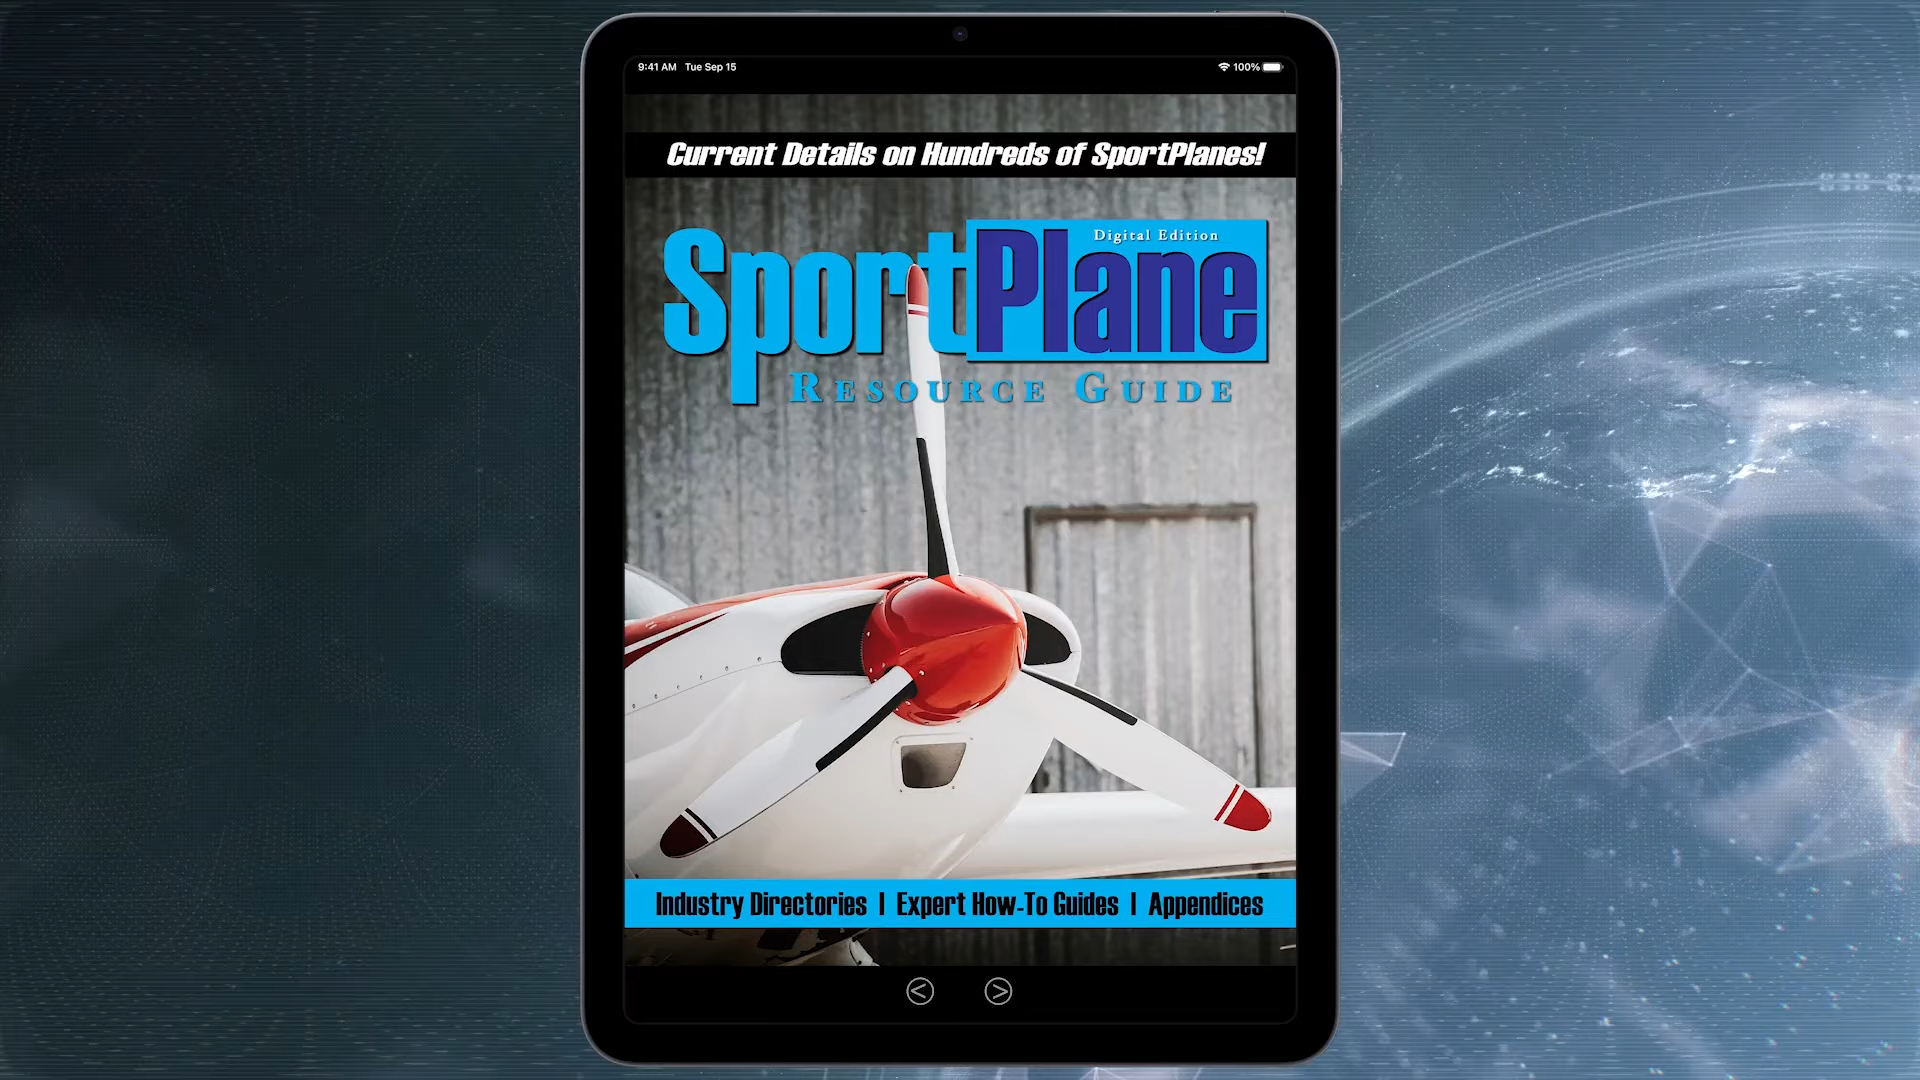 9:41 AM Tue Sep 15
100%
Current Details on Hundreds of SportPlanes!
Digital Edition
SportPlane
Resource Guide
Industry Directories | Expert How-To Guides | Appendices